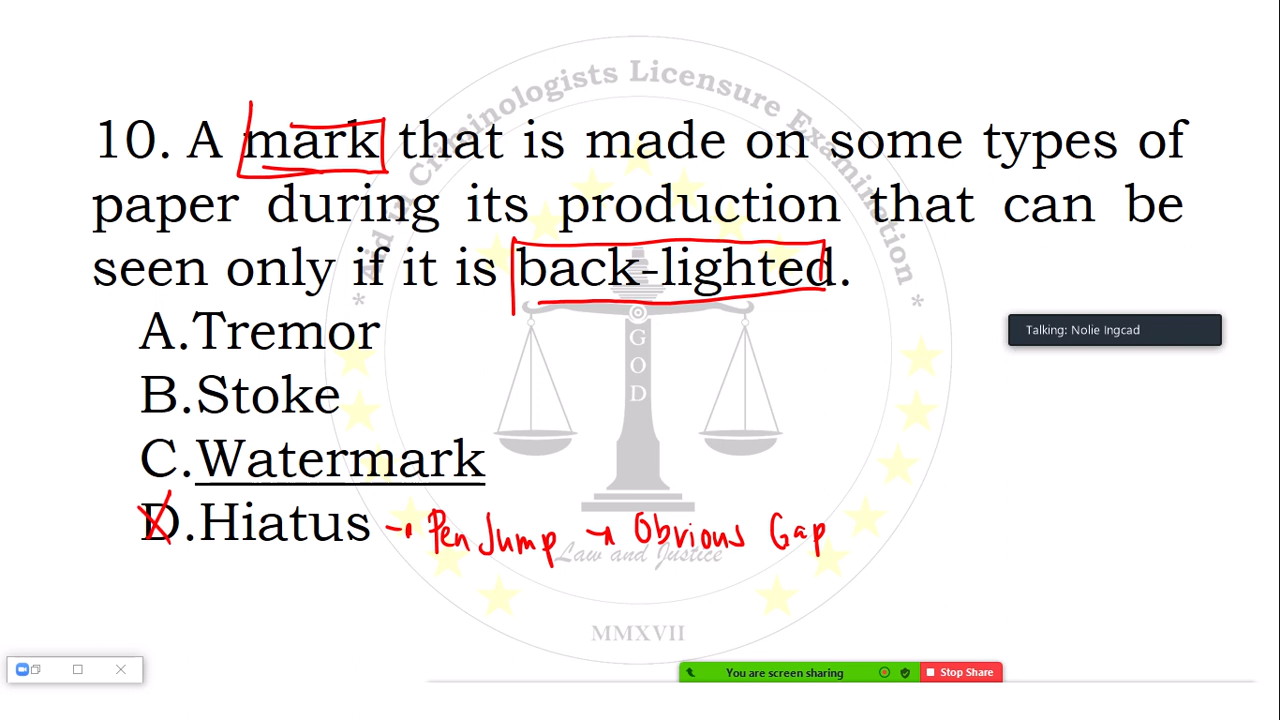 * Aid in Criminologists Licensure Examination *
10. A mark that is made on some types of
paper during its production that can be
seen only if it is back-lighted.
A.Tremor
B.Stoke
C.Watermark
D.Hiatus → Pen Jump → Obvious Gap
GOD
Law and Justice
MMXVII
Talking: Nolie Ingcad
You are screen sharing
Stop Share